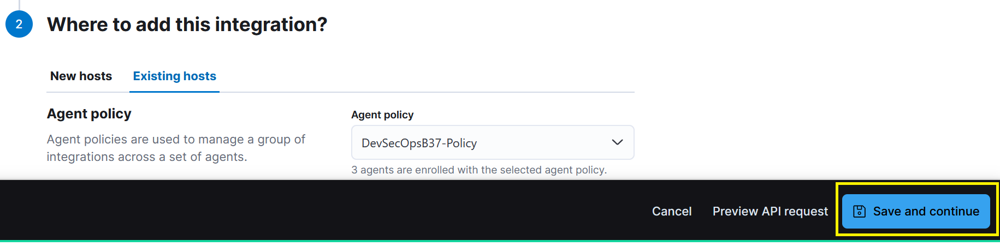 2
Where to add this integration?
New hosts
Existing hosts
Agent policy
Agent policies are used to manage a group of
integrations across a set of agents.
Agent policy
DevSecOpsB37-Policy
3 agents are enrolled with the selected agent policy.
Cancel
Preview API request
Save and continue